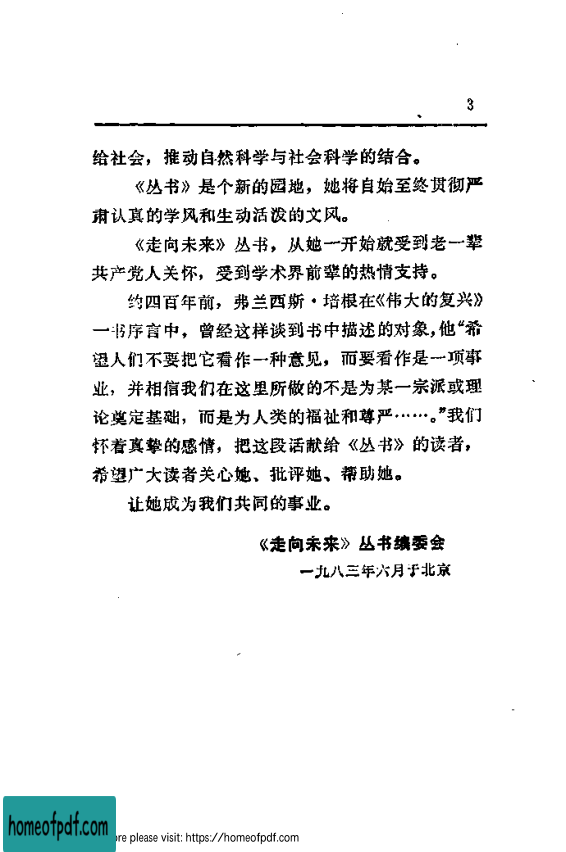 3
给社会，推动自然科学与社会科学的结合。
《丛书》是个新的园地，她将自始至终贯彻严
肃认真的学风和生动活泼的文风。
《走向未来》丛书，从她一开始就受到老一辈
共产党人关怀，受到学术界前辈的热情支持。
约四百年前，弗兰西斯·培根在《伟大的复兴》
一书序言中，曾经这样谈到书中描述的对象，他“希
望人们不要把它看作一种意见，而要看作是一项事
业，并相信我们在这里所做的不是为某一宗派或理
论奠定基础，而是为人类的福祉和尊严……。”我们
怀着真挚的感情，把这段话献给《丛书》的读者，
希望广大读者关心她、批评她、帮助她。
让她成为我们共同的事业。
《走向未来》丛书编委会
一九八三年六月于北京
homeofpdf.com
please visit: https://homeofpdf.com